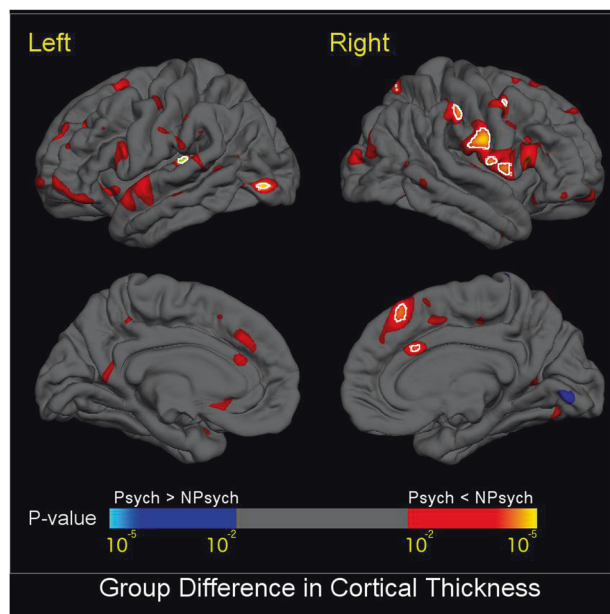 Left Right
Psych > NPsych Psych < NPsych
P-value
10-5 10-2 10-2 10-5
Group Difference in Cortical Thickness